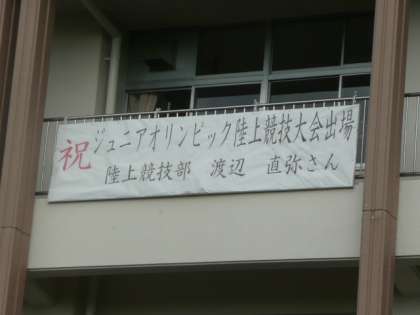 祝 ジュニアオリンピック陸上競技大会出場
陸上競技部 渡辺 直弥さん